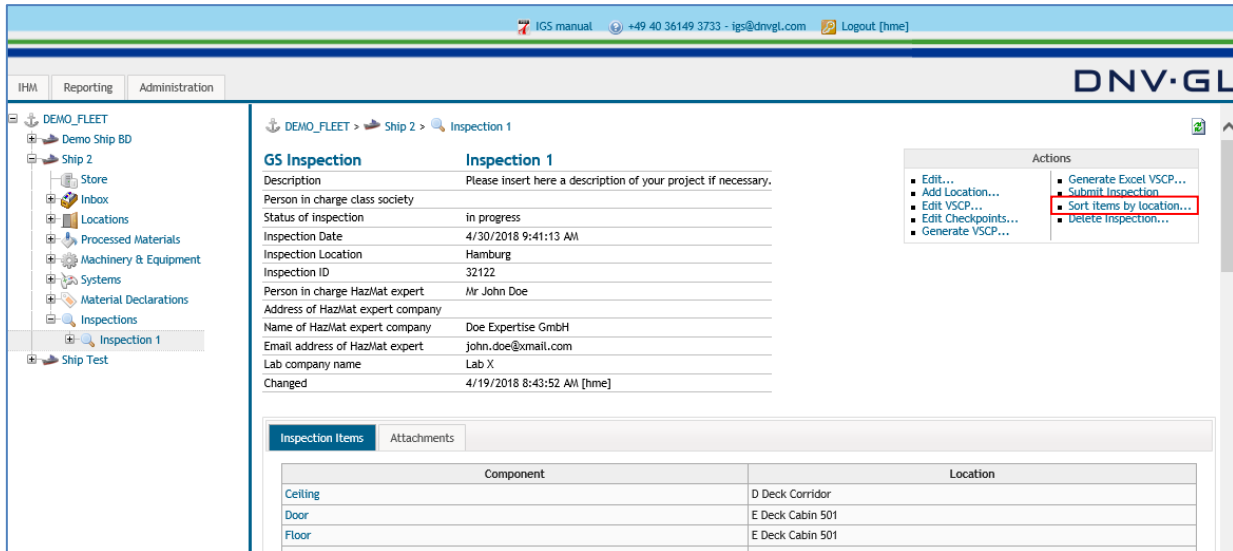 IGS manual +49 40 36149 3733 - igs@dnvgl.com Logout [hme]
IHM Reporting Administration
DNV·GL
DEMO_FLEET
Demo Ship BD
Ship 2
Store
Inbox
Locations
Processed Materials
Machinery & Equipment
Systems
Material Declarations
Inspections
Inspection 1
Ship Test
DEMO_FLEET > Ship 2 > Inspection 1
GS Inspection Inspection 1
Description Please insert here a description of your project if necessary.
Person in charge class society
Status of inspection in progress
Inspection Date 4/30/2018 9:41:13 AM
Inspection Location Hamburg
Inspection ID 32122
Person in charge HazMat expert Mr John Doe
Address of HazMat expert company
Name of HazMat expert company Doe Expertise GmbH
Email address of HazMat expert john.doe@xmail.com
Lab company name Lab X
Changed 4/19/2018 8:43:52 AM [hme]
Actions
Edit... Generate Excel VSCP...
Add Location... Submit Inspection
Edit VSCP... Sort items by location...
Edit Checkpoints... Delete Inspection...
Generate VSCP...
Inspection Items Attachments
Component Location
Ceiling D Deck Corridor
Door E Deck Cabin 501
Floor E Deck Cabin 501